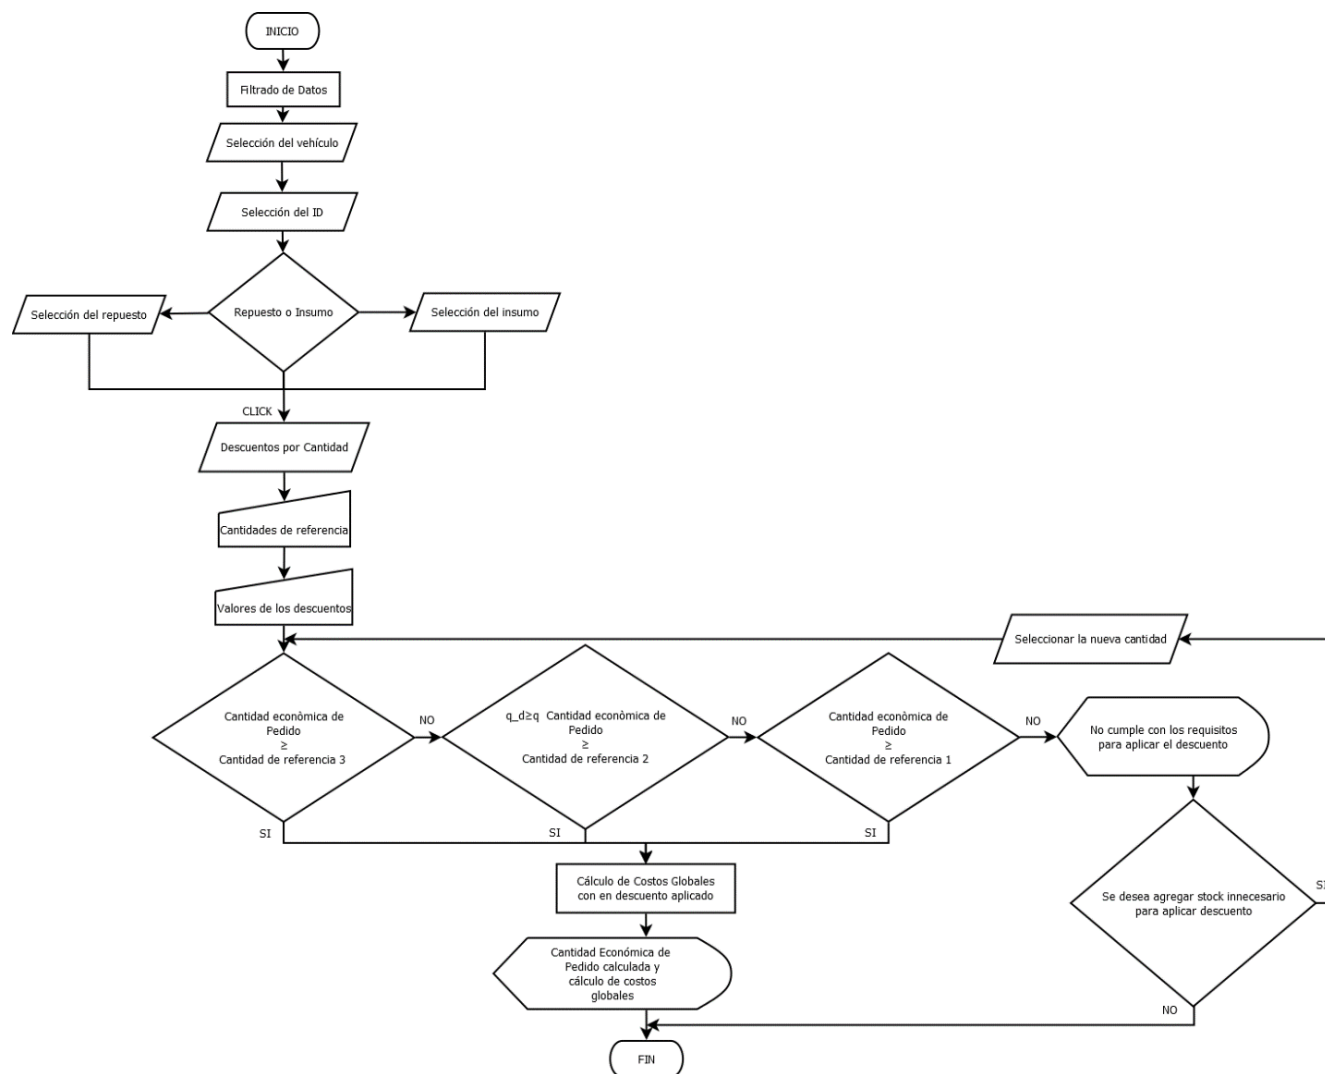 INICIO
Filtrado de Datos
Selección del vehículo
Selección del ID
Repuesto o Insumo
Selección del repuesto
Selección del insumo
CLICK
Descuentos por Cantidad
Cantidades de referencia
Valores de los descuentos
Seleccionar la nueva cantidad
Cantidad econòmica de
Pedido
≥
Cantidad de referencia 3
NO
SI
q_d≥q Cantidad econòmica de
Pedido
≥
Cantidad de referencia 2
NO
SI
Cantidad econòmica de
Pedido
≥
Cantidad de referencia 1
NO
SI
No cumple con los requisitos
para aplicar el descuento
Se desea agregar stock innecesario
para aplicar descuento
SI
NO
Cálculo de Costos Globales
con en descuento aplicado
Cantidad Económica de
Pedido calculada y
cálculo de costos
globales
FIN